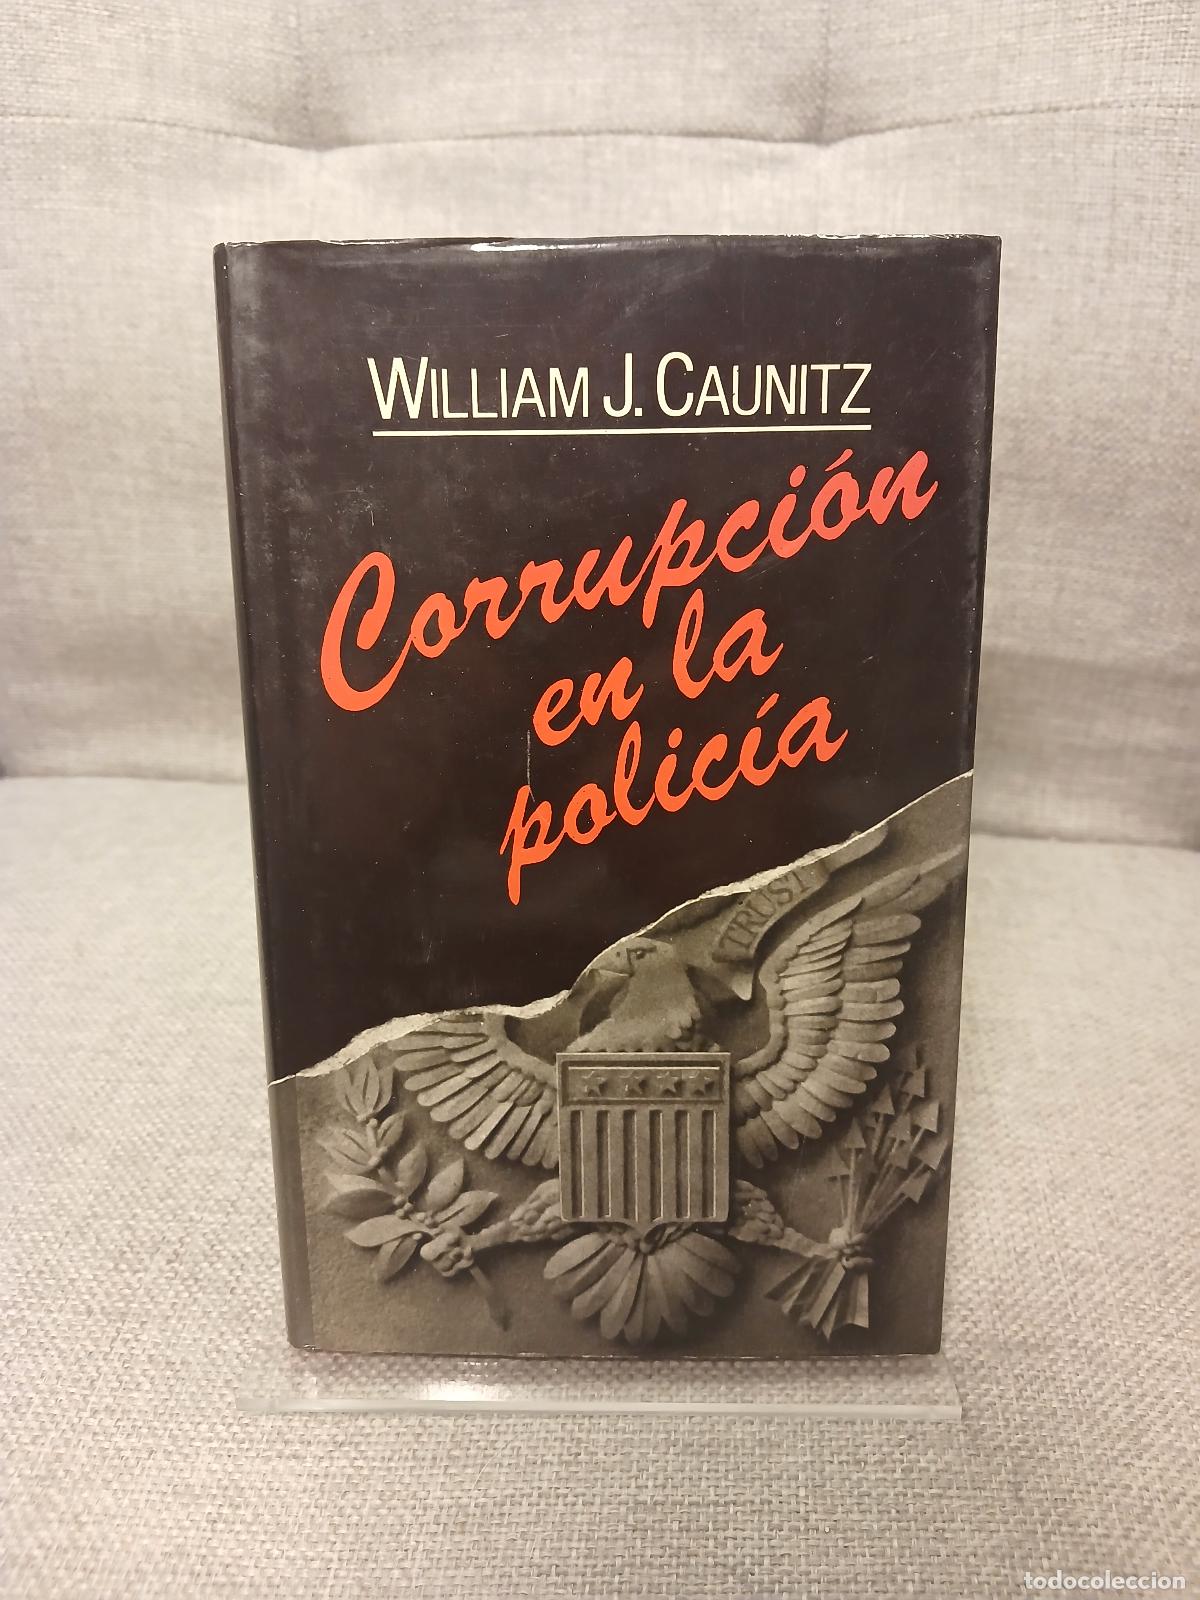 WILLIAM J. CAUNITZ
Corrupción
en la
policía
TRUST
todocoleccion